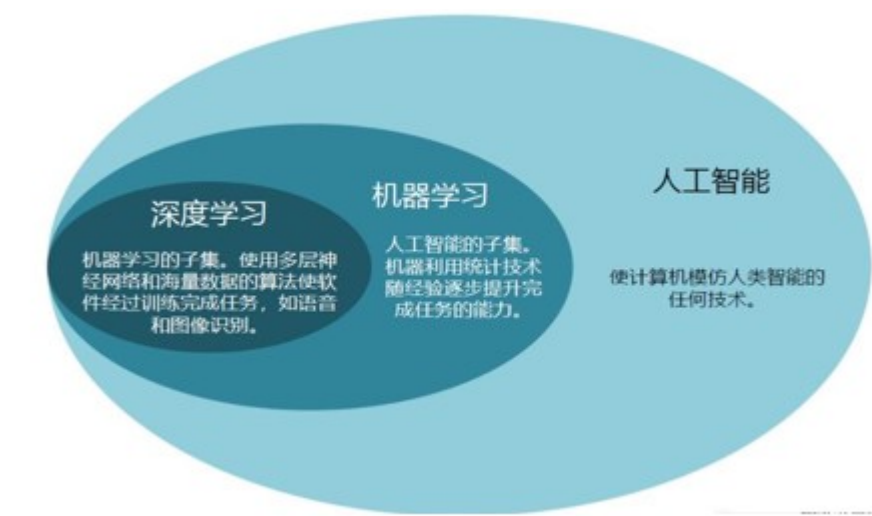 深度学习
机器学习的子集。使用多层神
经网络和海量数据的算法使软
件经过训练完成任务，如语音
和图像识别。
机器学习
人工智能的子集。
机器利用统计技术
随经验逐步提升完
成任务的能力。
人工智能
使计算机模仿人类智能的
任何技术。